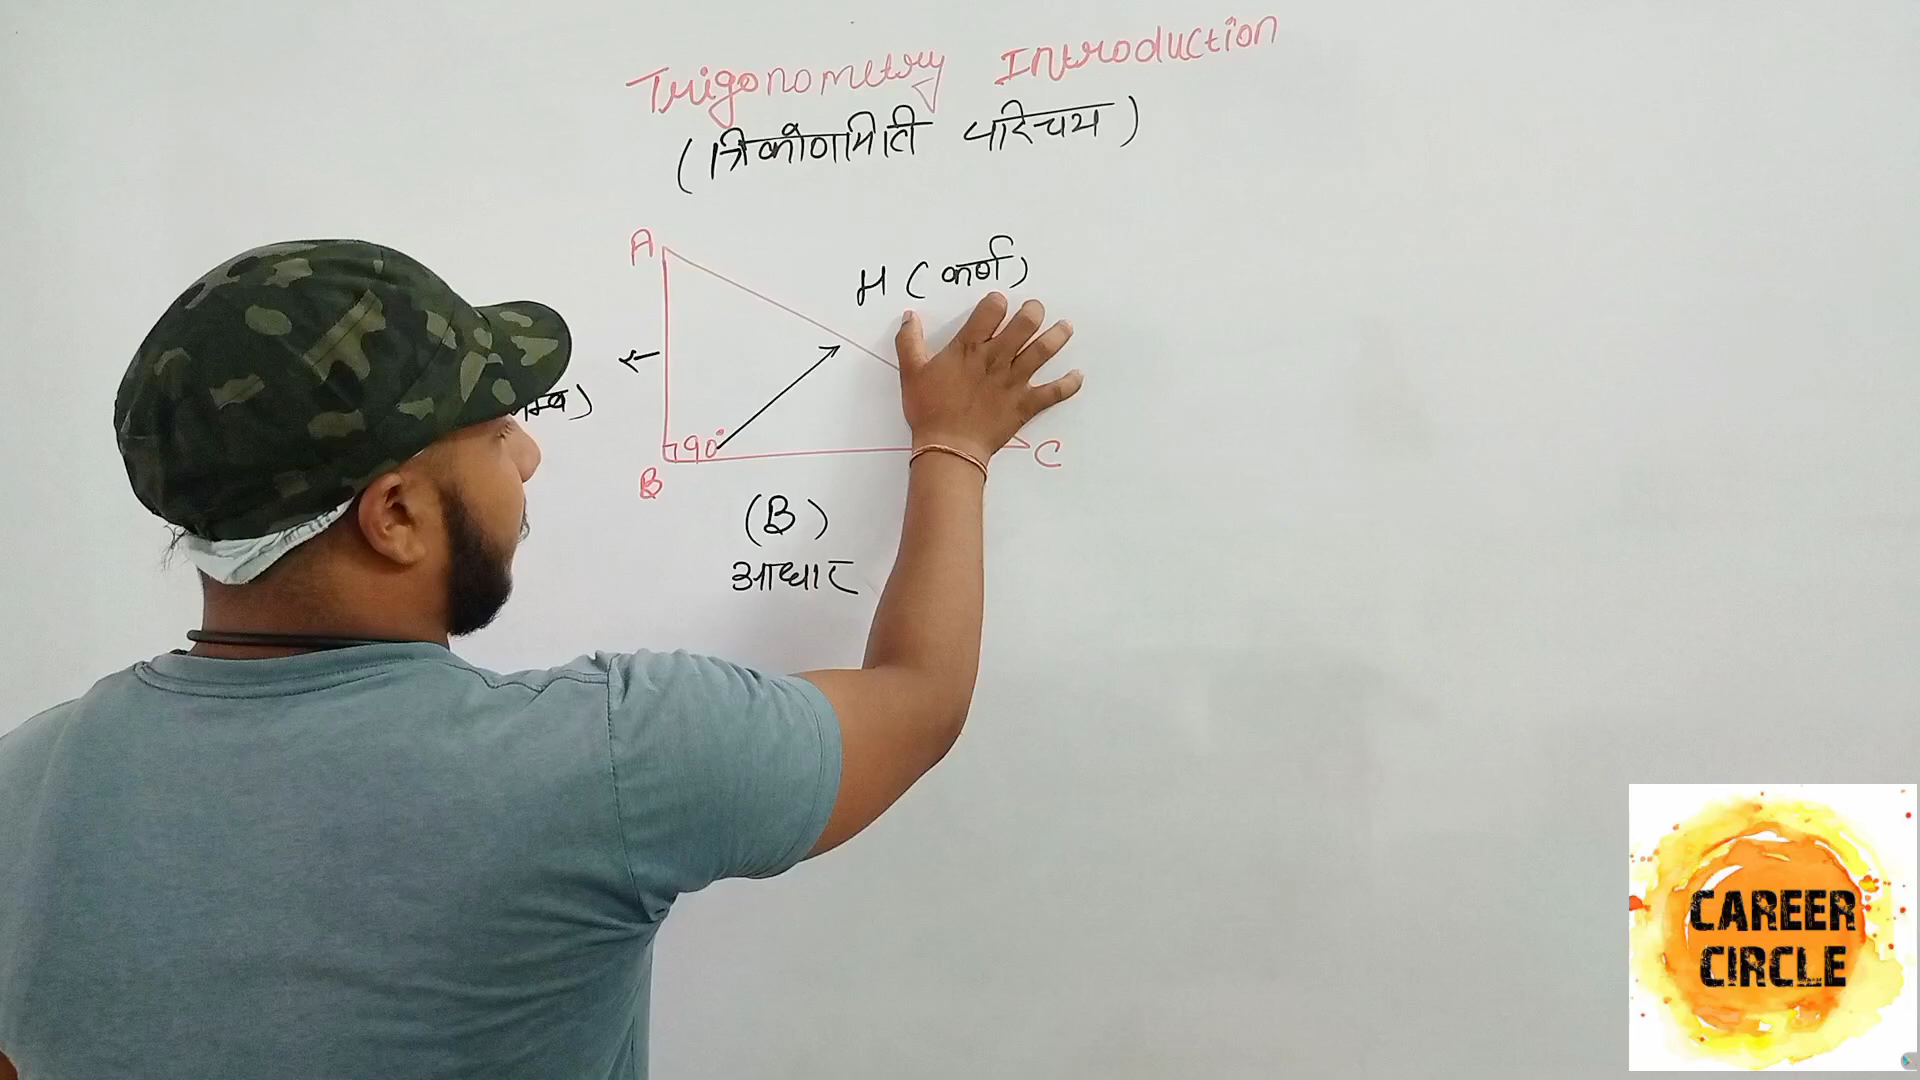 Trigonometry Introduction
(त्रिकोणमिती परिचय)
A
H (कर्ण)
90°
B
C
(B)
आधार
CAREER
CIRCLE